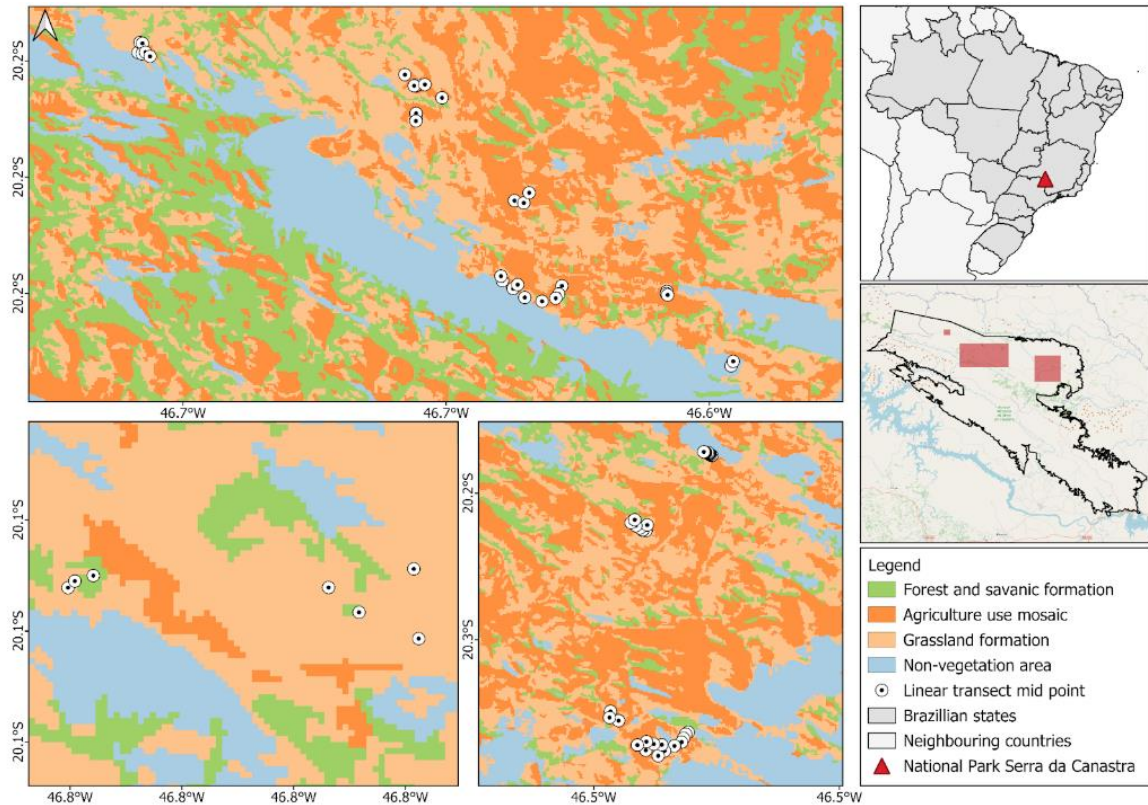 20.2°S
20.2°S
20.2°S
46.7°W
46.7°W
46.6°W
20.1°S
20.1°S
20.1°S
46.8°W
46.8°W
46.8°W
46.8°W
20.2°S
20.3°S
46.5°W
46.5°W
Legend
Forest and savanic formation
Agriculture use mosaic
Grassland formation
Non-vegetation area
Linear transect mid point
Brazillian states
Neighbouring countries
National Park Serra da Canastra